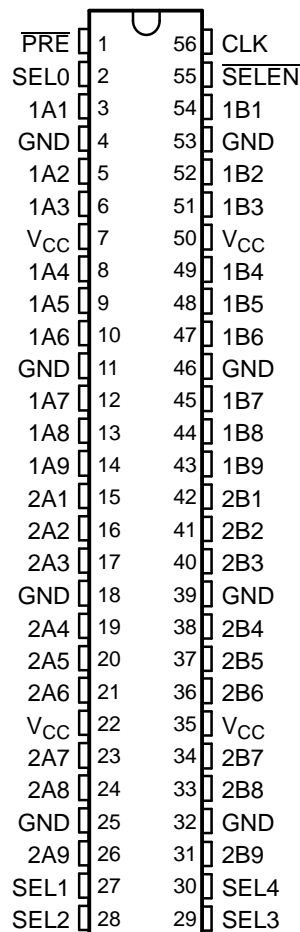 PRE 1 56 CLK
SEL0 2 55 SELEN
1A1 3 54 1B1
GND 4 53 GND
1A2 5 52 1B2
1A3 6 51 1B3
VCC 7 50 VCC
1A4 8 49 1B4
1A5 9 48 1B5
1A6 10 47 1B6
GND 11 46 GND
1A7 12 45 1B7
1A8 13 44 1B8
1A9 14 43 1B9
2A1 15 42 2B1
2A2 16 41 2B2
2A3 17 40 2B3
GND 18 39 GND
2A4 19 38 2B4
2A5 20 37 2B5
2A6 21 36 2B6
VCC 22 35 VCC
2A7 23 34 2B7
2A8 24 33 2B8
GND 25 32 GND
2A9 26 31 2B9
SEL1 27 30 SEL4
SEL2 28 29 SEL3